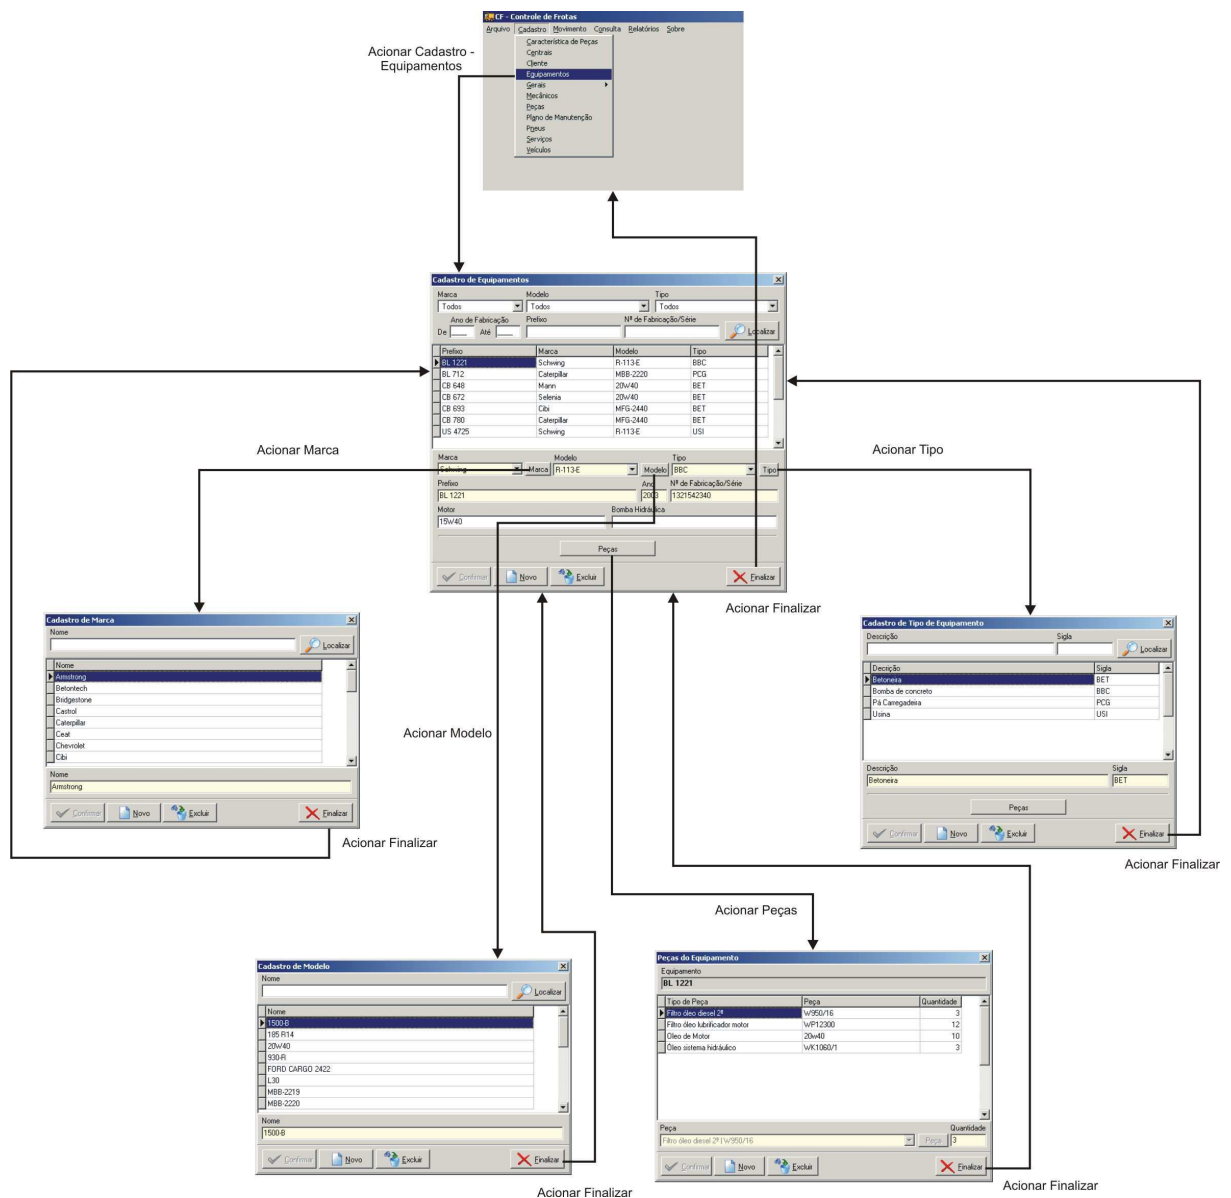 CF - Controle de Frotas
Arquivo Cadastro Movimento Consulta Relatórios Sobre
Característica de Peças
Centrais
Cliente
Equipamentos
Gerais
Mecânicos
Peças
Plano de Manutenção
Pneus
Serviços
Veículos
Acionar Cadastro -
Equipamentos
Cadastro de Equipamentos
Marca Modelo Tipo
Todos Todos Todos
Ano de Fabricação Prefixo Nº de Fabricação/Série
De Até Localizar
Prefixo Marca Modelo Tipo
BL 1221 Schwing R-113-E BBC
BL 712 Caterpillar MBB-2220 PCG
CB 648 Mann 20W40 BET
CB 672 Selenia 20W40 BET
CB 693 Cibi MFG-2440 BET
CB 780 Caterpillar MFG-2440 BET
US 4725 Schwing R-113-E USI
Marca Modelo Tipo
Schwing Marca R-113-E Modelo BBC Tipo
Prefixo Ano Nº de Fabricação/Série
BL 1221 2003 1321542340
Motor Bomba Hidráulica
15W40
Peças
Confirmar Novo Excluir Finalizar
Acionar Marca
Acionar Tipo
Acionar Finalizar
Cadastro de Marca
Nome
Localizar
Nome
Armstrong
Betontech
Bridgestone
Castrol
Caterpillar
Ceat
Chevrolet
Cibi
Nome
Armstrong
Confirmar Novo Excluir Finalizar
Acionar Finalizar
Acionar Modelo
Cadastro de Tipo de Equipamento
Descrição Sigla
Localizar
Decrição Sigla
Betoneira BET
Bomba de concreto BBC
Pá Carregadeira PCG
Usina USI
Descrição Sigla
Betoneira BET
Peças
Confirmar Novo Excluir Finalizar
Acionar Finalizar
Acionar Peças
Cadastro de Modelo
Nome
Localizar
Nome
1500-B
185 R14
20W40
930-R
FORD CARGO 2422
L30
MBB-2219
MBB-2220
Nome
1500-B
Confirmar Novo Excluir Finalizar
Acionar Finalizar
Peças do Equipamento
Equipamento
BL 1221
Tipo de Peça Peça Quantidade
Filtro óleo diesel 2º W950/16 3
Filtro óleo lubrificador motor WP12300 12
Óleo de Motor 20w40 10
Óleo sistema hidráulico WK1060/1 3
Peça Quantidade
Filtro óleo diesel 2º | W950/16 Peça 3
Confirmar Novo Excluir Finalizar
Acionar Finalizar